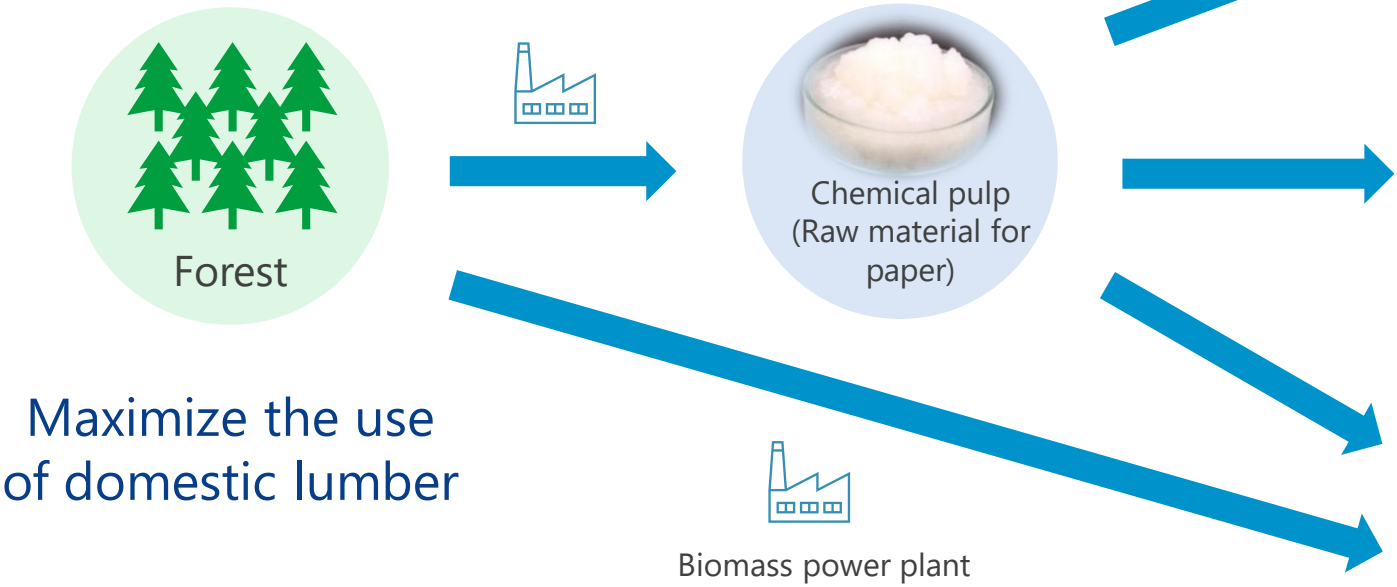 Chemical pulp
(Raw material for
paper)
Forest
Maximize the use
of domestic lumber
Biomass power plant